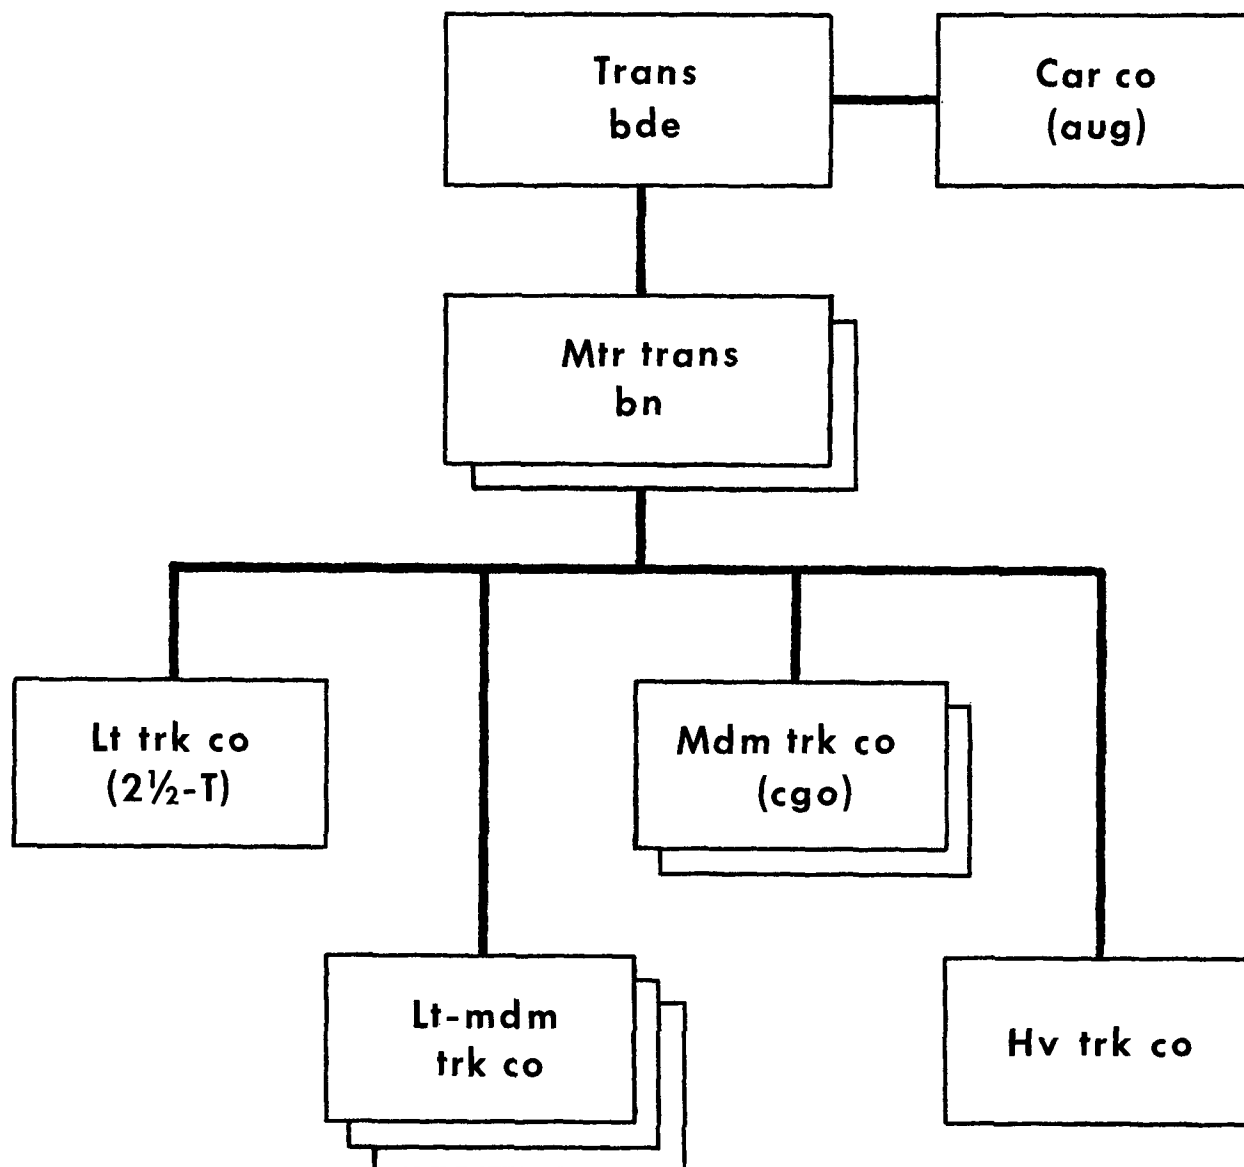 Trans
bde
Car co
(aug)
Mtr trans
bn
Lt trk co
(2½-T)
Mdm trk co
(cgo)
Lt-mdm
trk co
Hv trk co